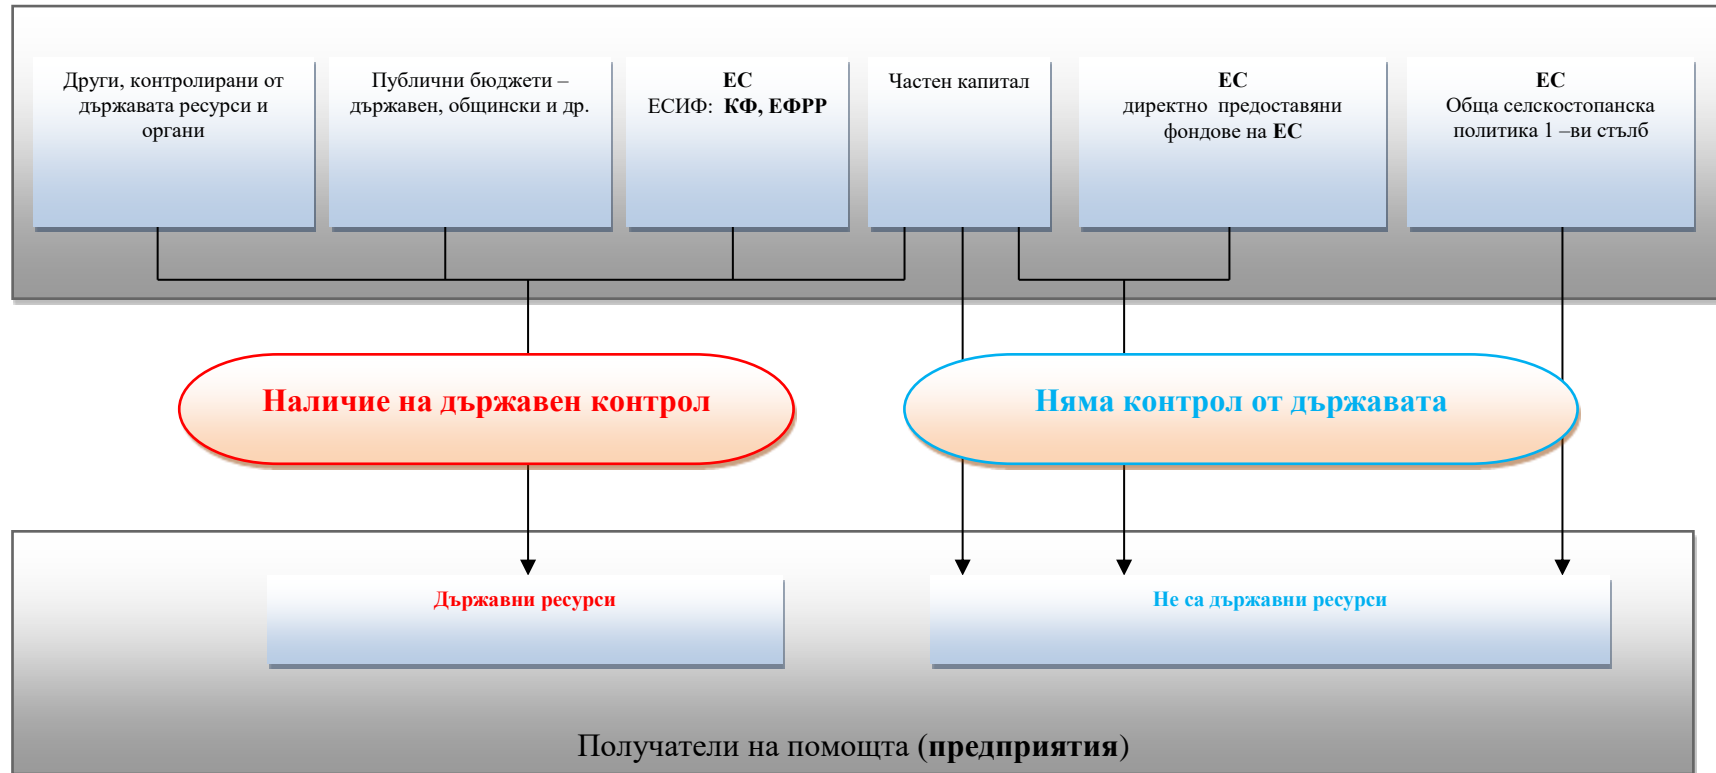 Други, контролирани от
държавата ресурси и
органи
Публични бюджети –
държавен, общински и др.
ЕС
ЕСИФ: КФ, ЕФРР
Частен капитал
ЕС
директно предоставяни
фондове на ЕС
ЕС
Обща селскостопанска
политика 1 –ви стълб
Наличие на държавен контрол
Няма контрол от държавата
Държавни ресурси
Не са държавни ресурси
Получатели на помощта (предприятия)